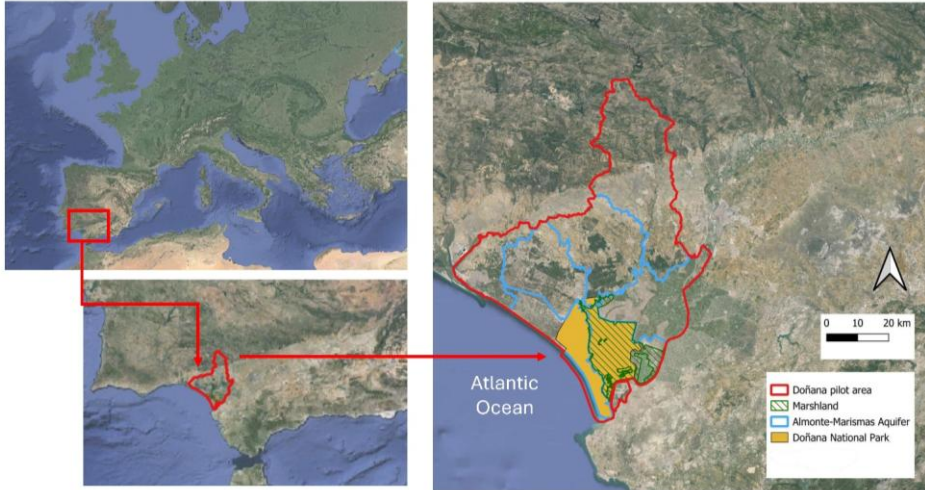 Atlantic
Ocean
0 10 20 km
Doñana pilot area
Marshland
Almonte-Marismas Aquifer
Doñana National Park